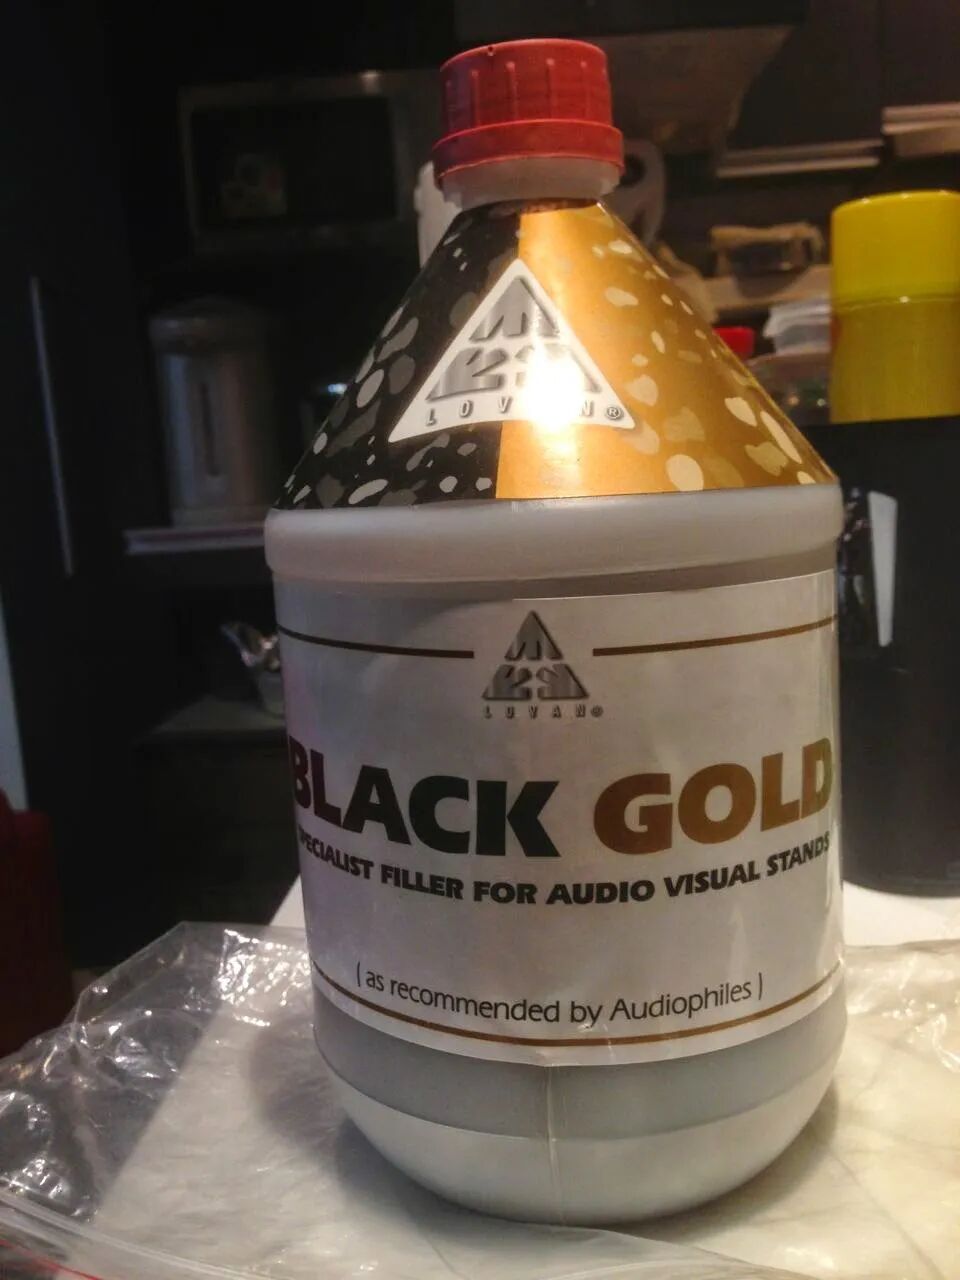 LOVAN®
LOVAN®
BLACK GOLD
SPECIALIST FILLER FOR AUDIO VISUAL STANDS
( as recommended by Audiophiles )